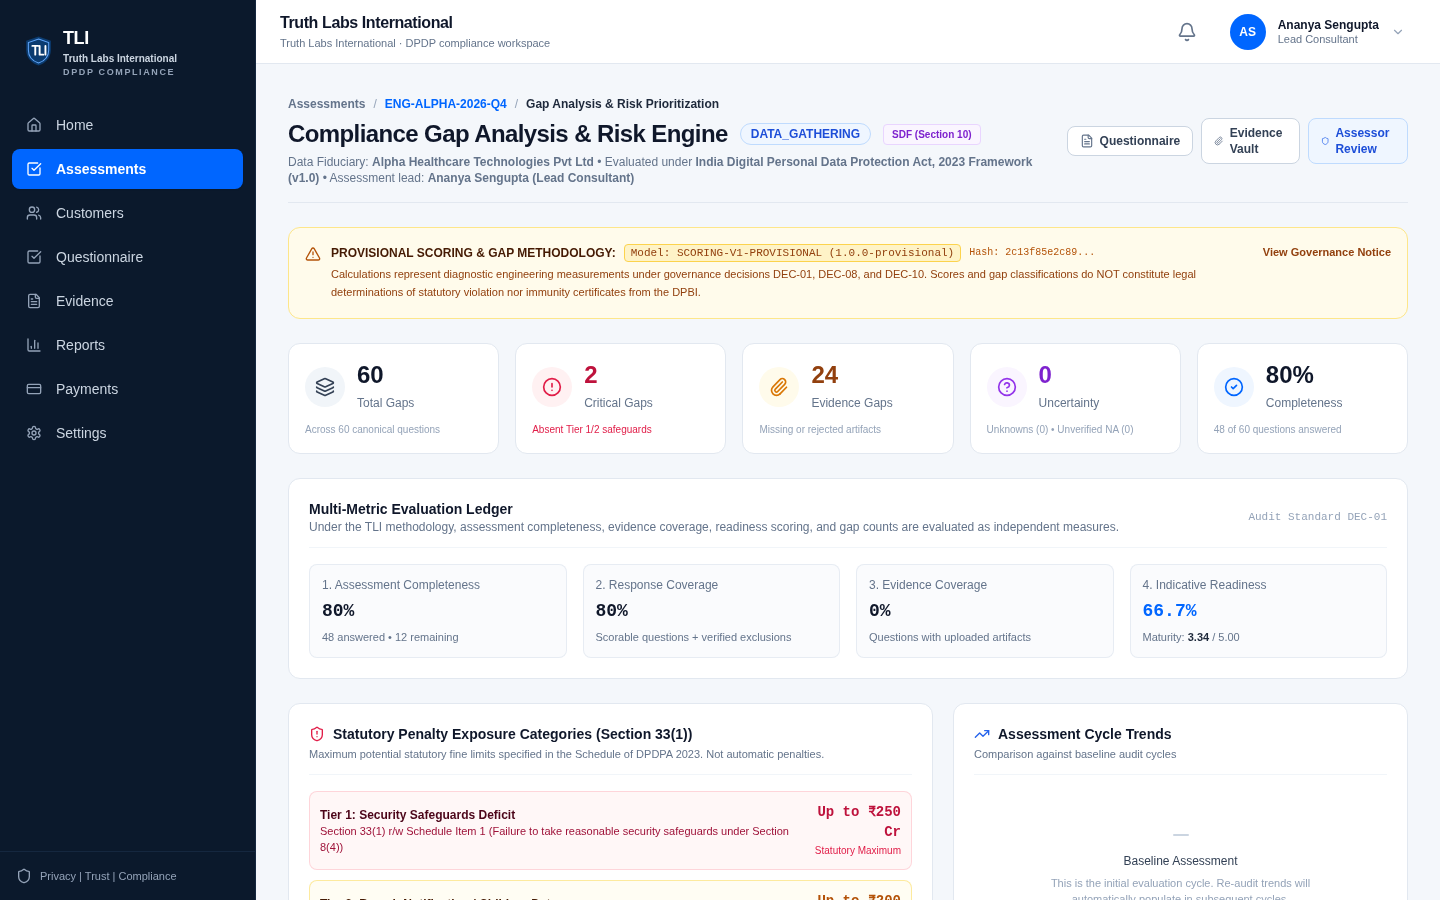 TLI
TLI
Truth Labs International
DPDP COMPLIANCE
Home
Assessments
Customers
Questionnaire
Evidence
Reports
Payments
Settings
Privacy | Trust | Compliance
Truth Labs International
Truth Labs International · DPDP compliance workspace
AS
Ananya Sengupta
Lead Consultant
Assessments / ENG-ALPHA-2026-Q4 / Gap Analysis & Risk Prioritization
Compliance Gap Analysis & Risk Engine DATA_GATHERING SDF (Section 10)
Data Fiduciary: Alpha Healthcare Technologies Pvt Ltd • Evaluated under India Digital Personal Data Protection Act, 2023 Framework
(v1.0) • Assessment lead: Ananya Sengupta (Lead Consultant)
Questionnaire
Evidence
Vault
Assessor
Review
PROVISIONAL SCORING & GAP METHODOLOGY: Model: SCORING-V1-PROVISIONAL (1.0.0-provisional) Hash: 2c13f85e2c89... View Governance Notice
Calculations represent diagnostic engineering measurements under governance decisions DEC-01, DEC-08, and DEC-10. Scores and gap classifications do NOT constitute legal
determinations of statutory violation nor immunity certificates from the DPBI.
60
Total Gaps
Across 60 canonical questions
2
Critical Gaps
Absent Tier 1/2 safeguards
24
Evidence Gaps
Missing or rejected artifacts
0
Uncertainty
Unknowns (0) • Unverified NA (0)
80%
Completeness
48 of 60 questions answered
Multi-Metric Evaluation Ledger
Under the TLI methodology, assessment completeness, evidence coverage, readiness scoring, and gap counts are evaluated as independent measures.
Audit Standard DEC-01
1. Assessment Completeness
80%
48 answered • 12 remaining
2. Response Coverage
80%
Scorable questions + verified exclusions
3. Evidence Coverage
0%
Questions with uploaded artifacts
4. Indicative Readiness
66.7%
Maturity: 3.34 / 5.00
Statutory Penalty Exposure Categories (Section 33(1))
Maximum potential statutory fine limits specified in the Schedule of DPDPA 2023. Not automatic penalties.
Tier 1: Security Safeguards Deficit
Section 33(1) r/w Schedule Item 1 (Failure to take reasonable security safeguards under Section
8(4))
Up to ₹250
Cr
Statutory Maximum
Up to ₹200
Assessment Cycle Trends
Comparison against baseline audit cycles
—
Baseline Assessment
This is the initial evaluation cycle. Re-audit trends will
automatically populate in subsequent cycles.